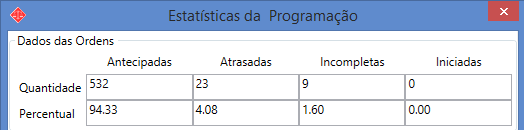 Estatísticas da  Programação
Dados das Ordens
Antecipadas Atrasadas Incompletas Iniciadas
Quantidade 532 23 9 0
Percentual 94.33 4.08 1.60 0.00